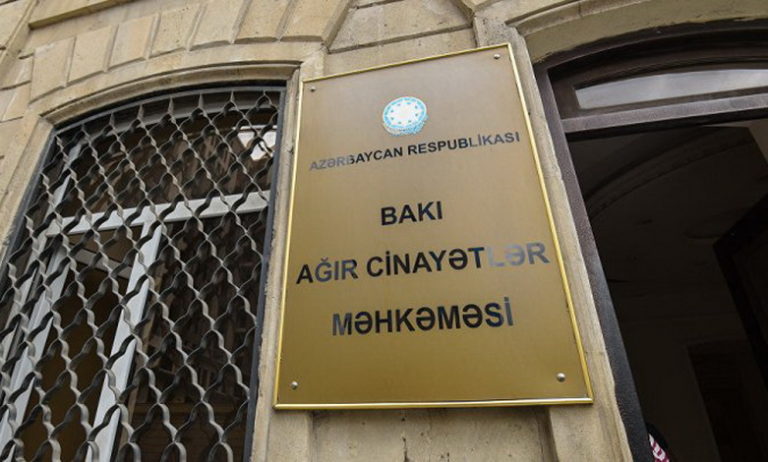 AZƏRBAYCAN RESPUBLİKASI
BAKI
AĞIR CİNAYƏTLƏR
MƏHKƏMƏSİ